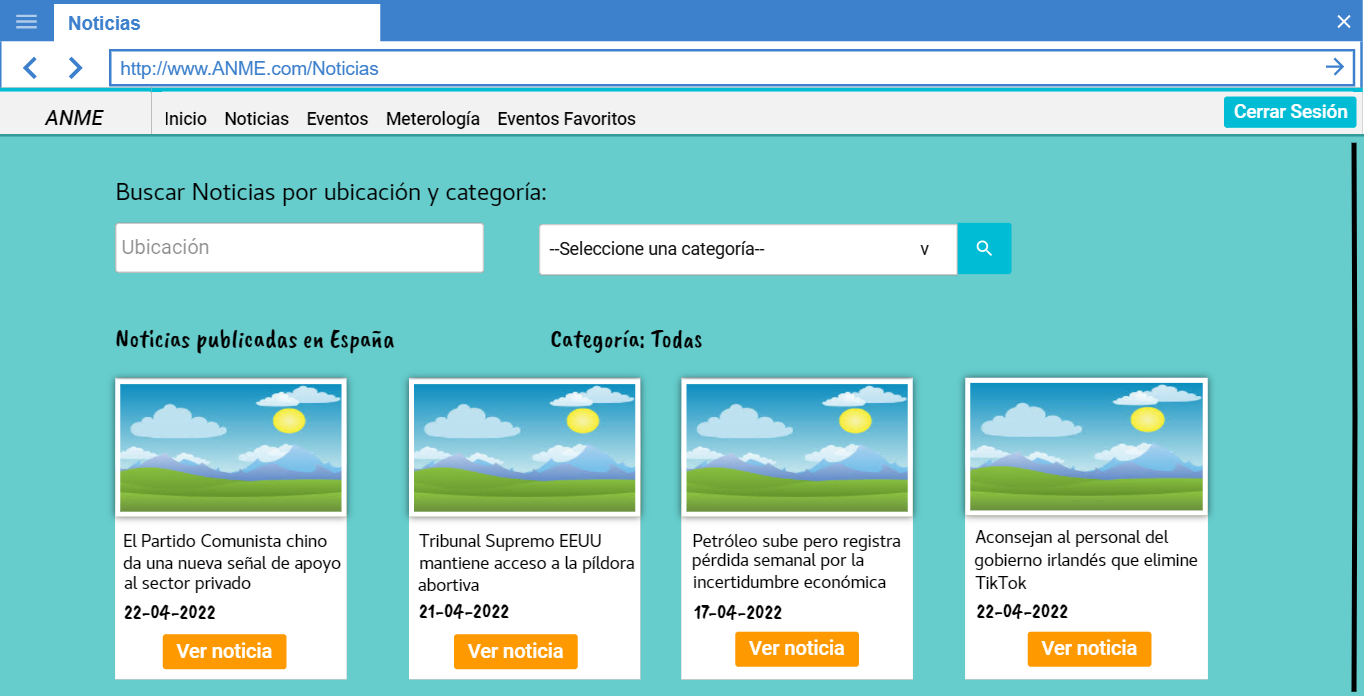 Noticias
http://www.ANME.com/Noticias
ANME
Inicio Noticias Eventos Meterología Eventos Favoritos
Cerrar Sesión
Buscar Noticias por ubicación y categoría:
Ubicación
--Seleccione una categoría-- v
Noticias publicadas en España
Categoría: Todas
El Partido Comunista chino
da una nueva señal de apoyo
al sector privado
22-04-2022
Ver noticia
Tribunal Supremo EEUU
mantiene acceso a la píldora
abortiva
21-04-2022
Ver noticia
Petróleo sube pero registra
pérdida semanal por la
incertidumbre económica
17-04-2022
Ver noticia
Aconsejan al personal del
gobierno irlandés que elimine
TikTok
22-04-2022
Ver noticia